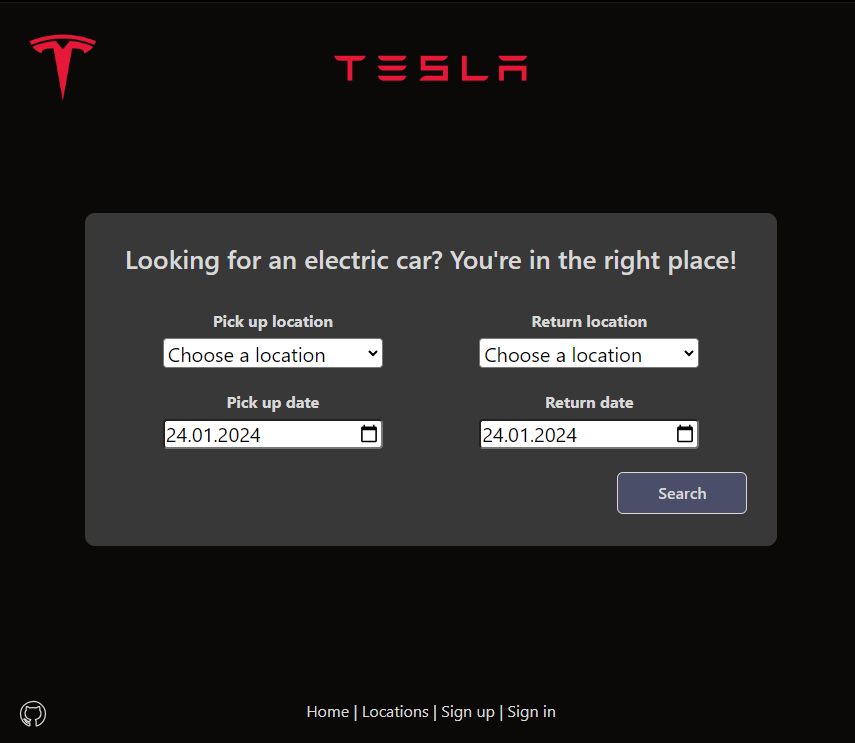 TESLA
Looking for an electric car? You're in the right place!
Pick up location
Return location
Choose a location
Choose a location
Pick up date
Return date
24.01.2024
24.01.2024
Search
Home | Locations | Sign up | Sign in